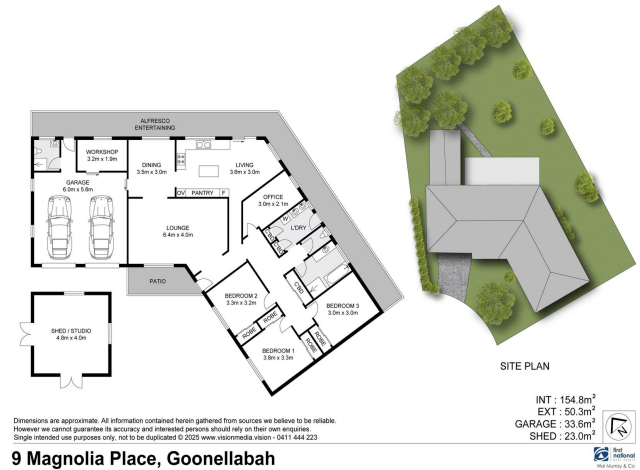 ALFRESCO
ENTERTAINING
WORKSHOP
3.2m x 1.9m
DINING
3.5m x 3.0m
LIVING
3.6m x 3.0m
GARAGE
6.0m x 5.6m
OV
PANTRY
F
OFFICE
3.0m x 2.1m
LOUNGE
6.4m x 4.0m
L'DRY
C'BD
C'BD
PATIO
BEDROOM 2
3.3m x 3.2m
BEDROOM 3
3.0m x 3.0m
ROBE
ROBE
ROBE
ROBE
BEDROOM 1
3.8m x 3.3m
SHED / STUDIO
4.8m x 4.0m
SITE PLAN
INT : 154.8m²
EXT : 50.3m²
GARAGE : 33.6m²
SHED : 23.0m²
Dimensions are approximate. All information contained herein gathered from sources we believe to be reliable.
However we cannot guarantee its accuracy and interested persons should rely on their own enquiries.
Single intended use purposes only, not to be duplicated © 2025 www.visionmedia.vision - 0411 444 223
9 Magnolia Place, Goonellabah
first
national
Mal Murray & Co